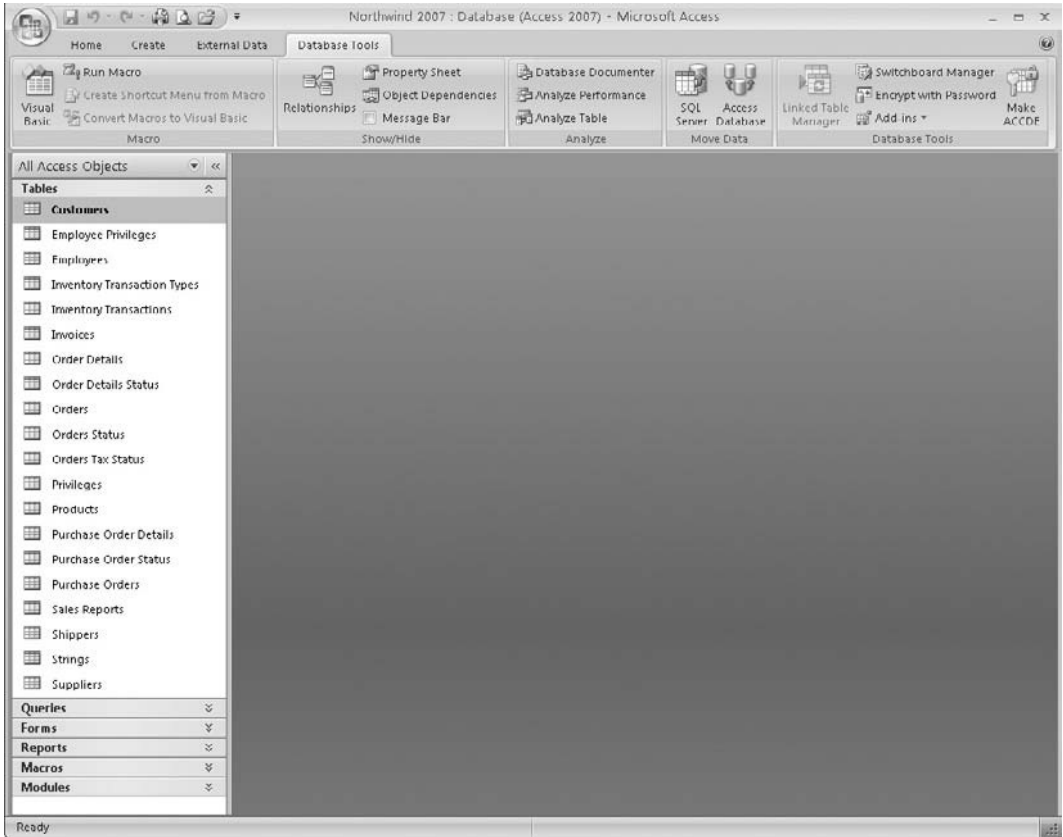 Northwind 2007 : Database (Access 2007) - Microsoft Access
Home Create External Data Database Tools
Visual Basic
Run Macro
Create Shortcut Menu from Macro
Convert Macros to Visual Basic
Macro
Relationships
Property Sheet
Object Dependencies
Message Bar
Show/Hide
Database Documenter
Analyze Performance
Analyze Table
Analyze
SQL Server
Access Database
Move Data
Linked Table Manager
Switchboard Manager
Encrypt with Password
Add-ins
Make ACCDE
Database Tools
All Access Objects
Tables
Customers
Employee Privileges
Employees
Inventory Transaction Types
Inventory Transactions
Invoices
Order Details
Order Details Status
Orders
Orders Status
Orders Tax Status
Privileges
Products
Purchase Order Details
Purchase Order Status
Purchase Orders
Sales Reports
Shippers
Strings
Suppliers
Queries
Forms
Reports
Macros
Modules
Ready